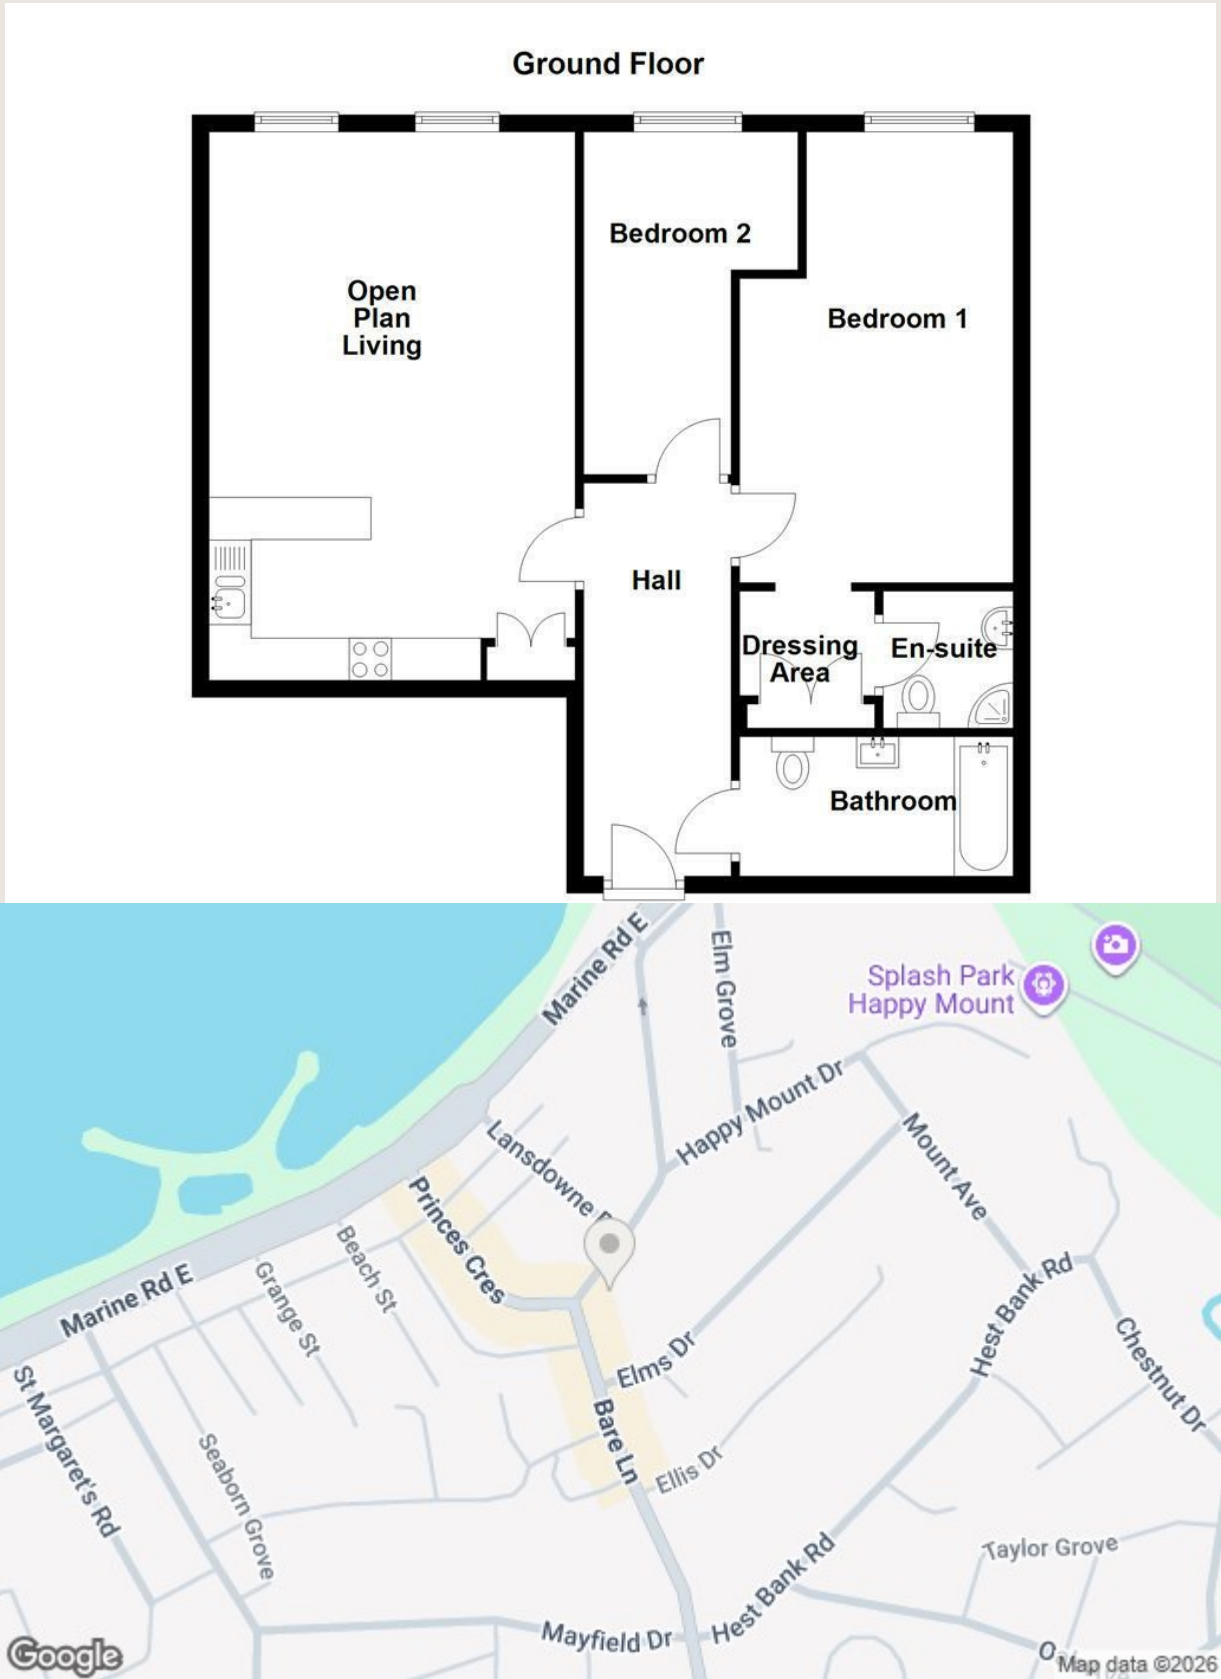 Ground Floor
Open
Plan
Living
Bedroom 2
Bedroom 1
Hall
Dressing
Area
En-suite
Bathroom
Marine Rd E
Elm Grove
Splash Park
Happy Mount
Happy Mount Dr
Lansdowne
Mount Ave
Princes Cres
Beach St
Grange St
Marine Rd E
Hest Bank Rd
Chestnut Dr
Elms Dr
St Margaret's Rd
Seaborn Grove
Bare Ln
Ellis Dr
Taylor Grove
Hest Bank Rd
Mayfield Dr
Google
Map data ©2026